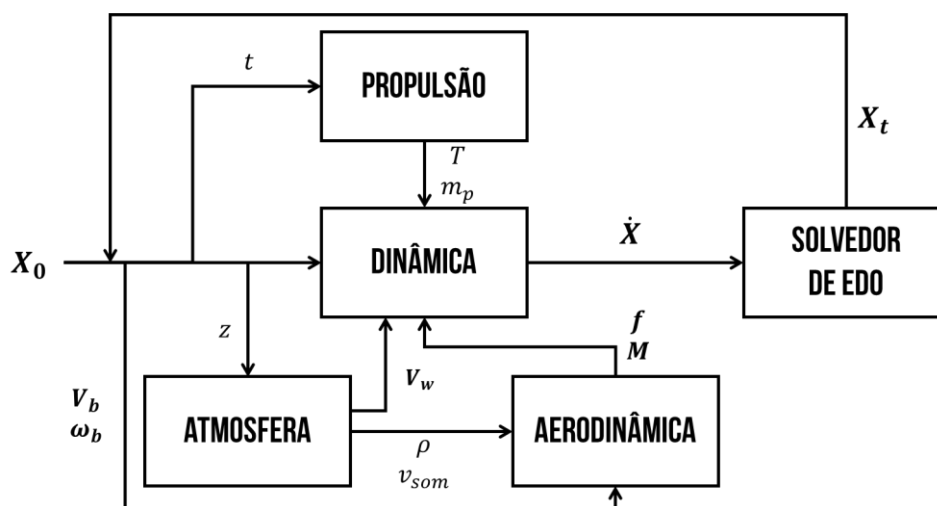 t
PROPULSÃO
X_t
T
m_p
X_0
DINÂMICA
Ẋ
SOLVEDOR
DE EDO
z
f
M
V_w
V_b
ω_b
ATMOSFERA
AERODINÂMICA
ρ
v_som